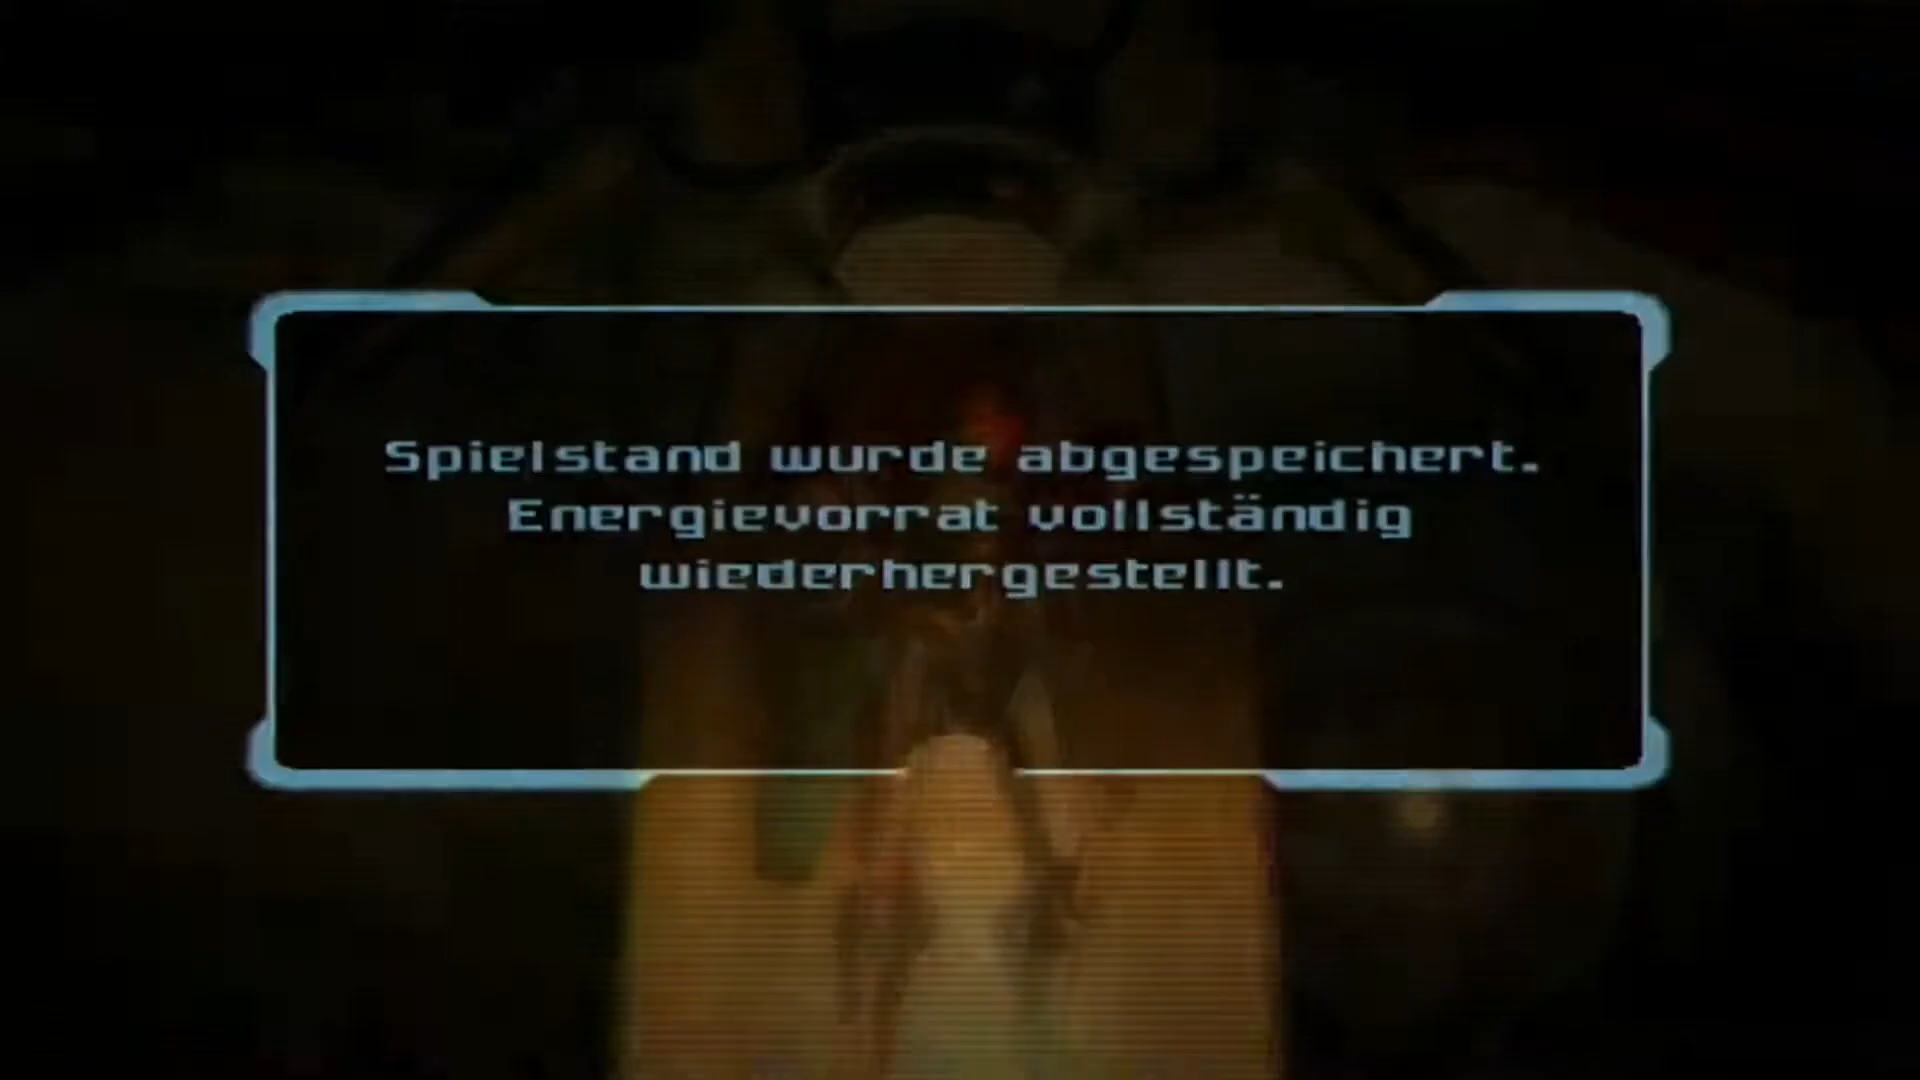 Spielstand wurde abgespeichert.
Energievorrat vollständig
wiederhergestellt.